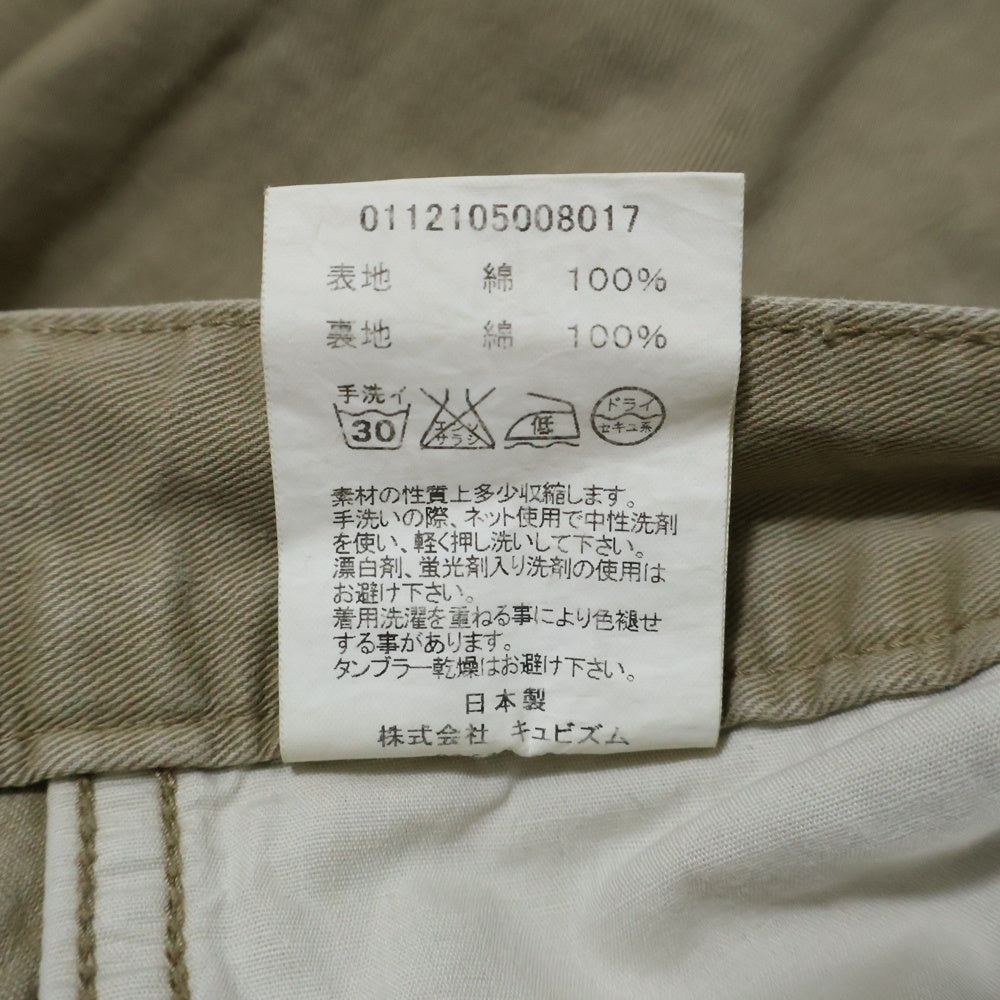 0112105008017
表地 綿 100%
裏地 綿 100%
手洗イ
30
エンソ
サラシ
低
ドライ
セキユ系
素材の性質上多少収縮します。
手洗いの際、ネット使用で中性洗剤
を使い、軽く押し洗いして下さい。
漂白剤、蛍光剤入り洗剤の使用は
お避け下さい。
着用洗濯を重ねる事により色褪せ
する事があります。
タンブラー乾燥はお避け下さい。
日本製
株式会社 キュビズム